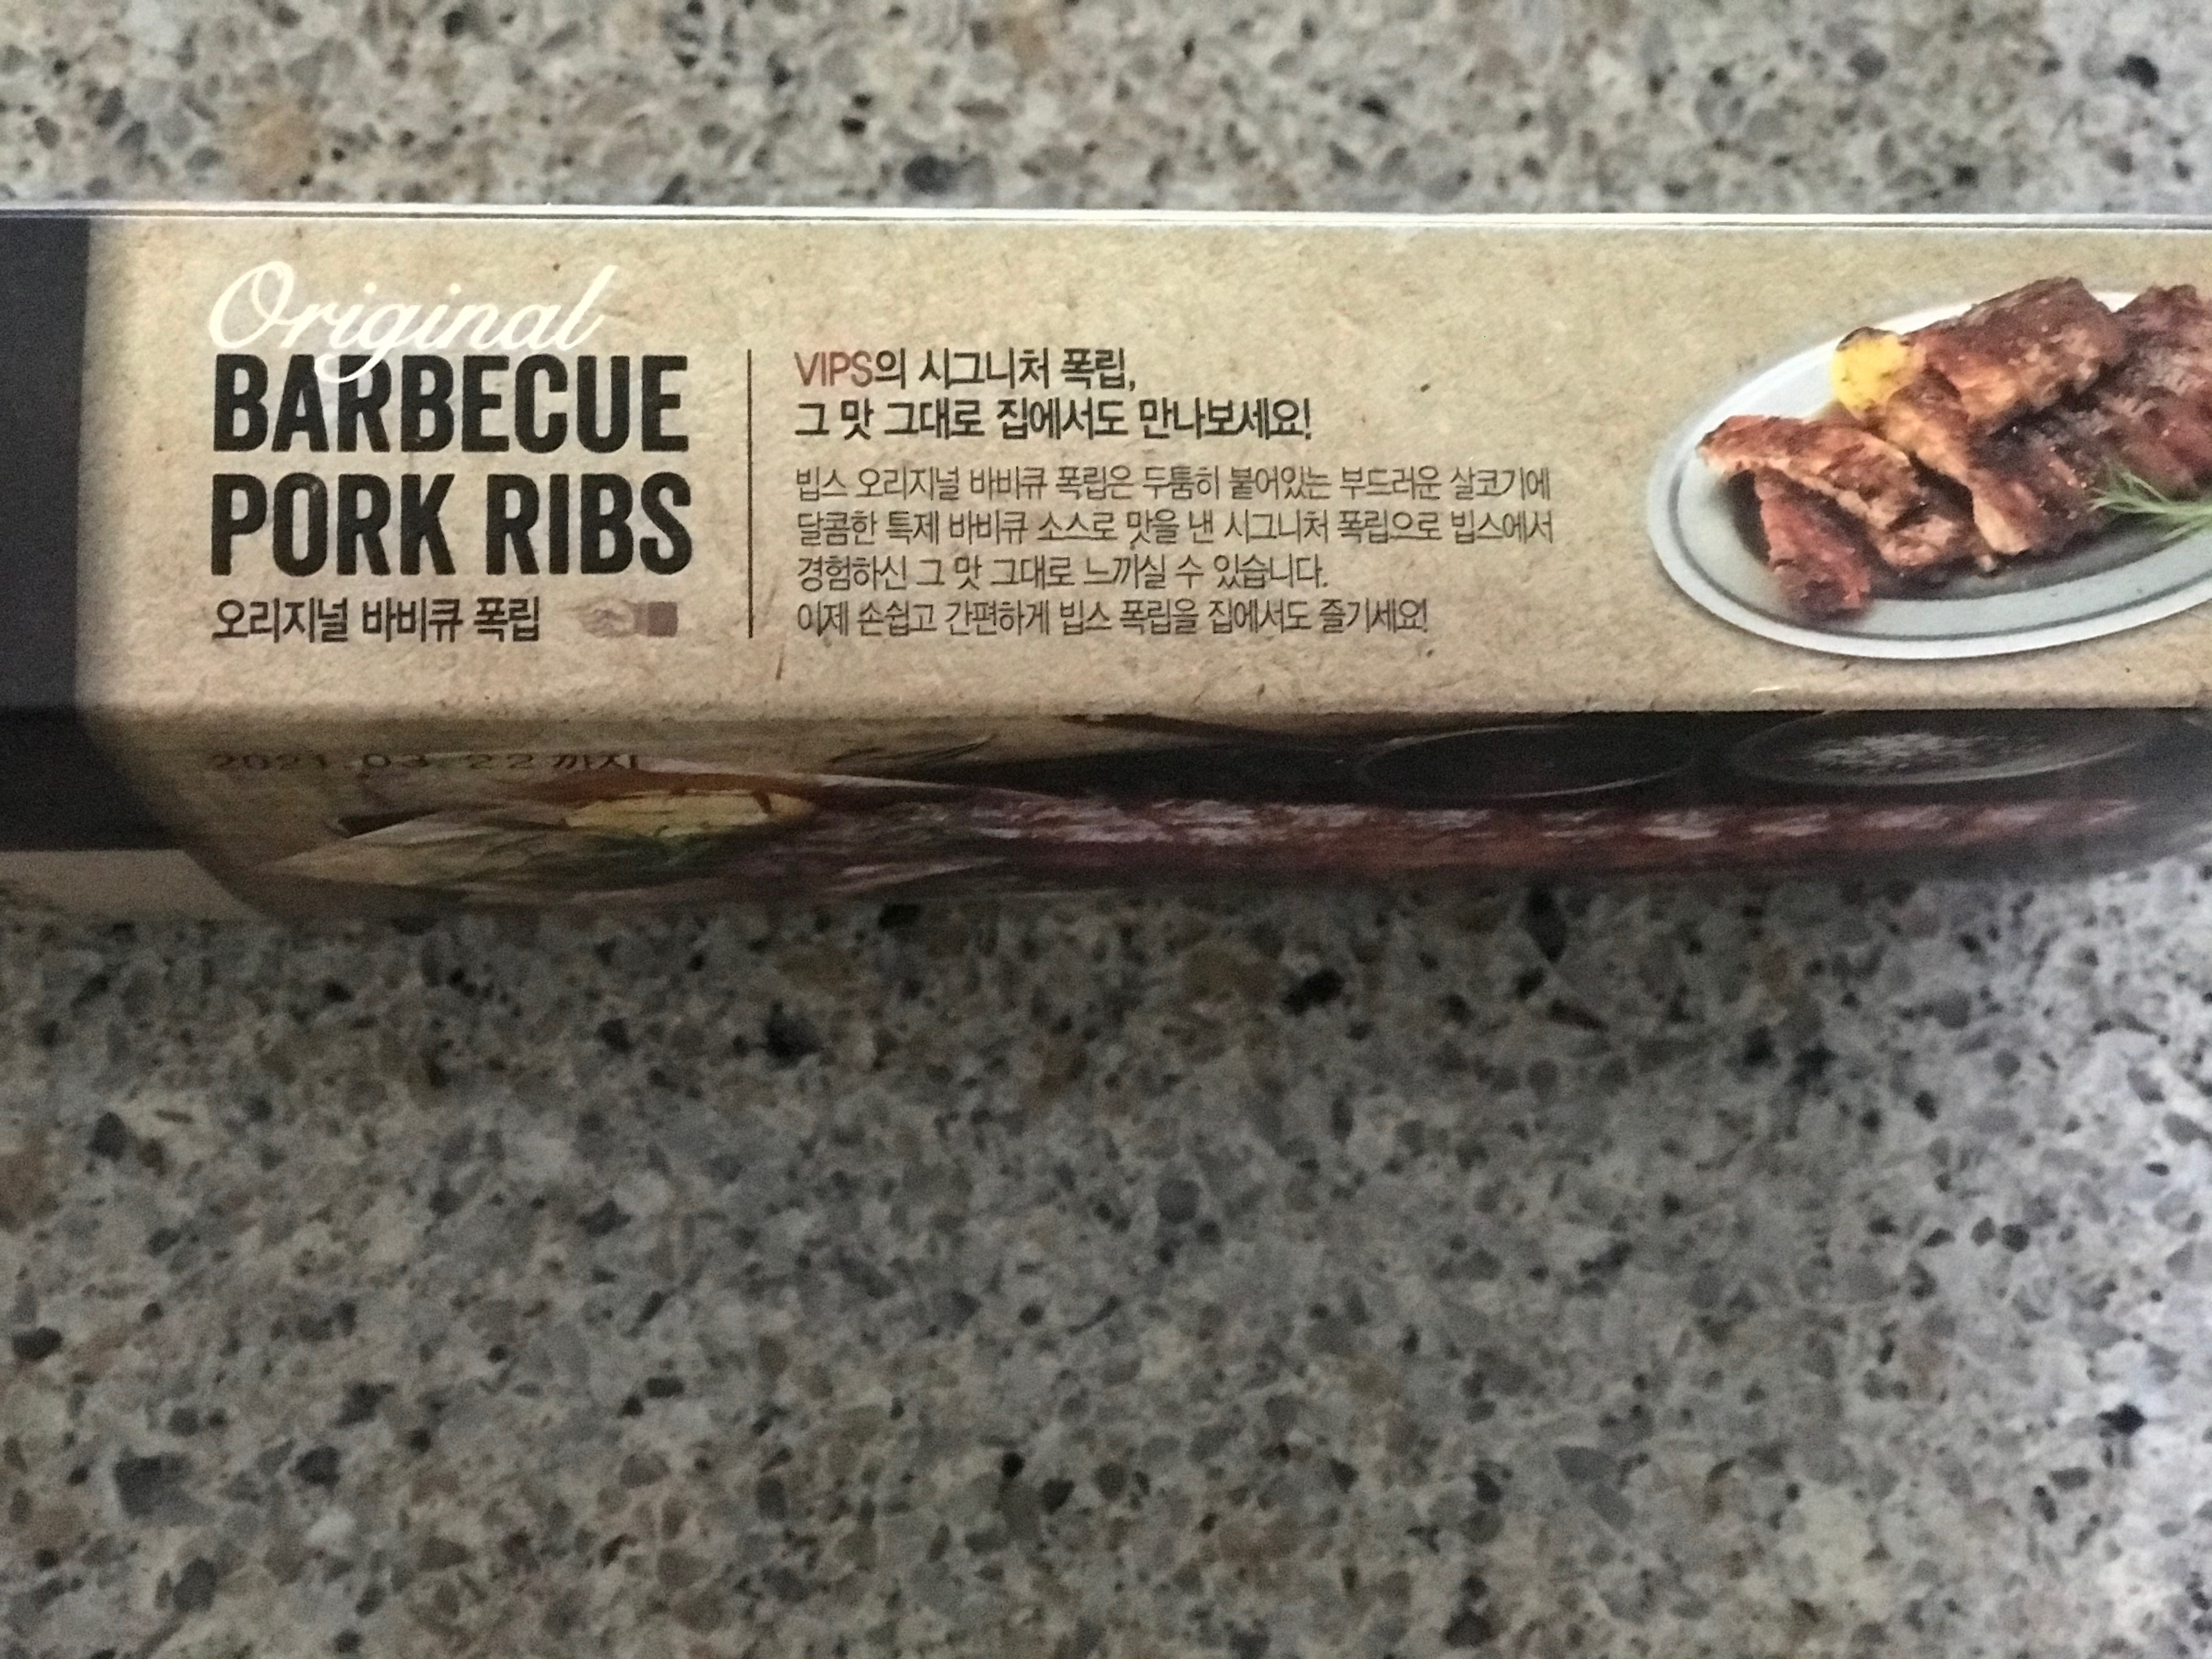 Original
BARBECUE
PORK RIBS
오리지널 바비큐 폭립
VIPS의 시그니처 폭립,
그 맛 그대로 집에서도 만나보세요!
빕스 오리지널 바비큐 폭립은 두툼히 붙어있는 부드러운 살코기에
달콤한 특제 바비큐 소스로 맛을 낸 시그니처 폭립으로 빕스에서
경험하신 그 맛 그대로 느끼실 수 있습니다.
이제 손쉽고 간편하게 빕스 폭립을 집에서도 즐기세요!
2021.03.22 까지